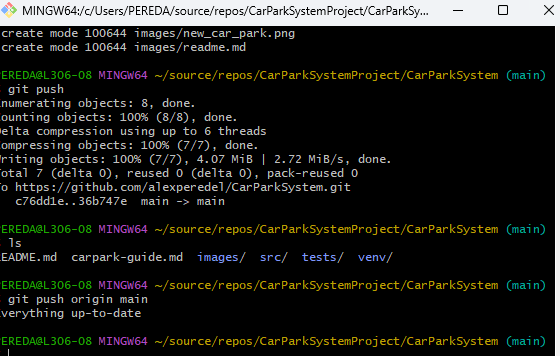 MINGW64:/c/Users/PEREDA/source/repos/CarParkSystemProject/CarParkSy...
create mode 100644 images/new_car_park.png
create mode 100644 images/readme.md
PEREDA@L306-08 MINGW64 ~/source/repos/CarParkSystemProject/CarParkSystem (main)
git push
numerating objects: 8, done.
ounting objects: 100% (8/8), done.
elta compression using up to 6 threads
ompressing objects: 100% (7/7), done.
riting objects: 100% (7/7), 4.07 MiB | 2.72 MiB/s, done.
otal 7 (delta 0), reused 0 (delta 0), pack-reused 0
o https://github.com/alexperedel/CarParkSystem.git
c76dd1e..36b747e main -> main
PEREDA@L306-08 MINGW64 ~/source/repos/CarParkSystemProject/CarParkSystem (main)
ls
EADME.md carpark-guide.md images/ src/ tests/ venv/
PEREDA@L306-08 MINGW64 ~/source/repos/CarParkSystemProject/CarParkSystem (main)
git push origin main
verything up-to-date
PEREDA@L306-08 MINGW64 ~/source/repos/CarParkSystemProject/CarParkSystem (main)